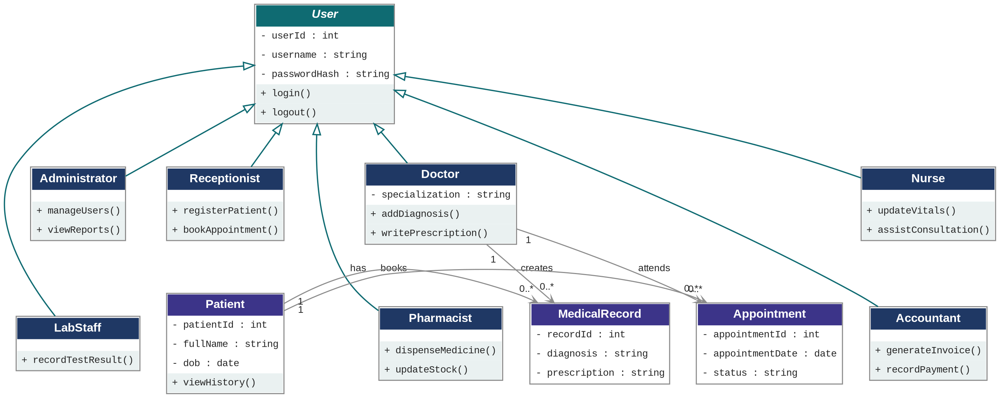 User
- userId : int
- username : string
- passwordHash : string
+ login()
+ logout()
Administrator
+ manageUsers()
+ viewReports()
Receptionist
+ registerPatient()
+ bookAppointment()
Doctor
- specialization : string
+ addDiagnosis()
+ writePrescription()
Nurse
+ updateVitals()
+ assistConsultation()
1
1
has
books
creates
attends
0..*
0..*
0..*
0..*
1
1
LabStaff
+ recordTestResult()
Patient
- patientId : int
- fullName : string
- dob : date
+ viewHistory()
Pharmacist
+ dispenseMedicine()
+ updateStock()
MedicalRecord
- recordId : int
- diagnosis : string
- prescription : string
Appointment
- appointmentId : int
- appointmentDate : date
- status : string
Accountant
+ generateInvoice()
+ recordPayment()